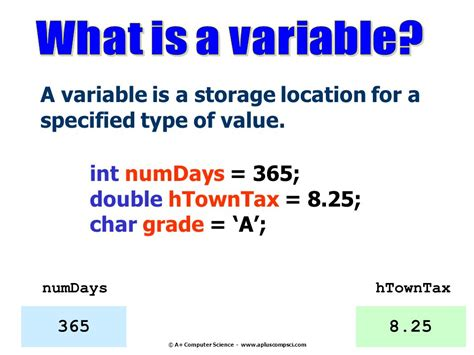 What is a variable?
A variable is a storage location for a
specified type of value.
int numDays = 365;
double hTownTax = 8.25;
char grade = ‘A’;
numDays hTownTax
365 8.25
© A+ Computer Science - www.apluscompsci.com